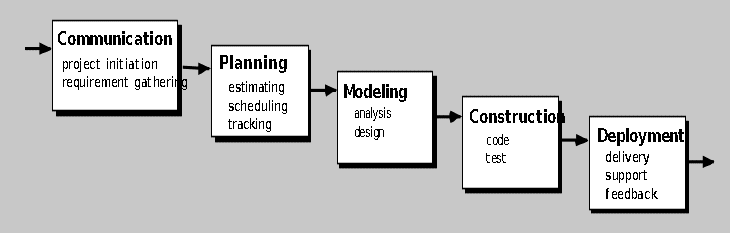 Communication
project initiation
requirement gathering
Planning
estimating
scheduling
tracking
Modeling
analysis
design
Construction
code
test
Deployment
delivery
support
feedback